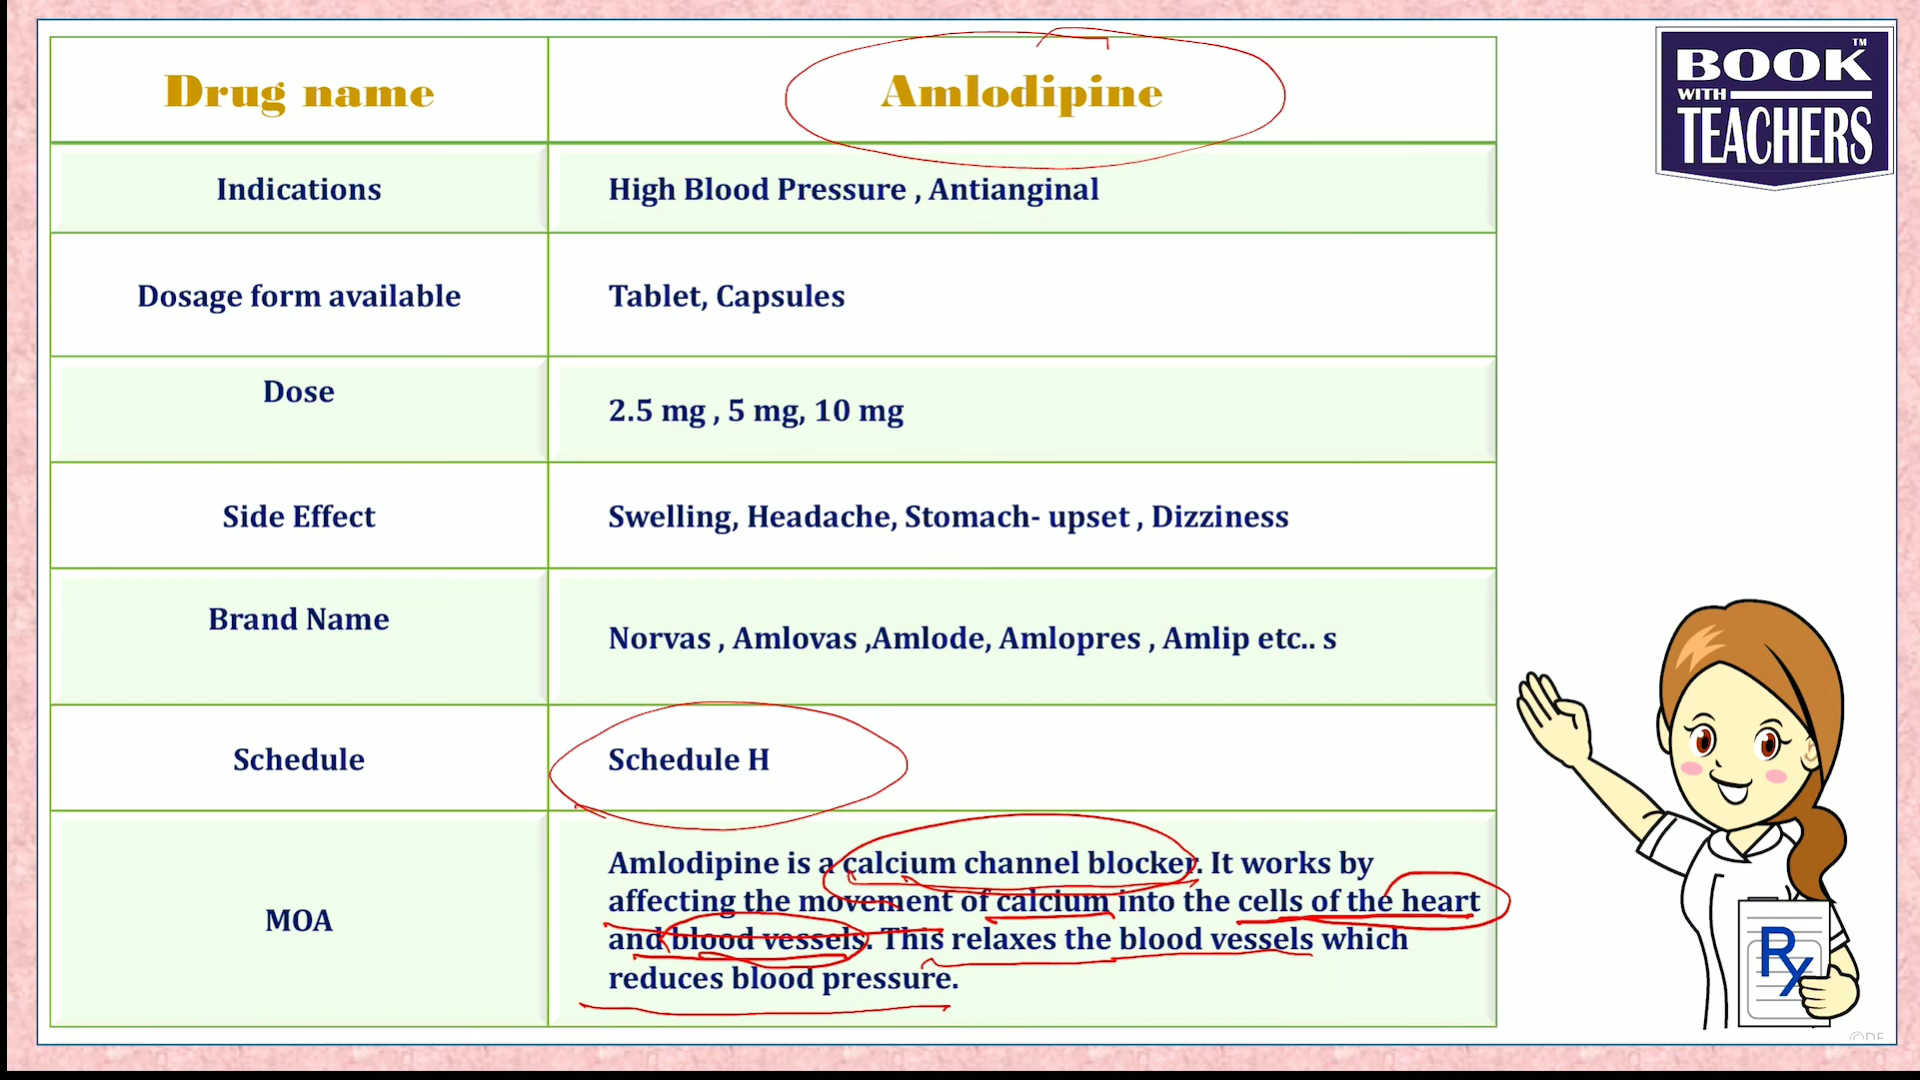 Drug name
Amlodipine
Indications
High Blood Pressure , Antianginal
Dosage form available
Tablet, Capsules
Dose
2.5 mg , 5 mg, 10 mg
Side Effect
Swelling, Headache, Stomach- upset , Dizziness
Brand Name
Norvas , Amlovas ,Amlode, Amlopres , Amlip etc.. s
Schedule
Schedule H
MOA
Amlodipine is a calcium channel blocker. It works by
affecting the movement of calcium into the cells of the heart
and blood vessels. This relaxes the blood vessels which
reduces blood pressure.
BOOK™
WITH
TEACHERS
Rx